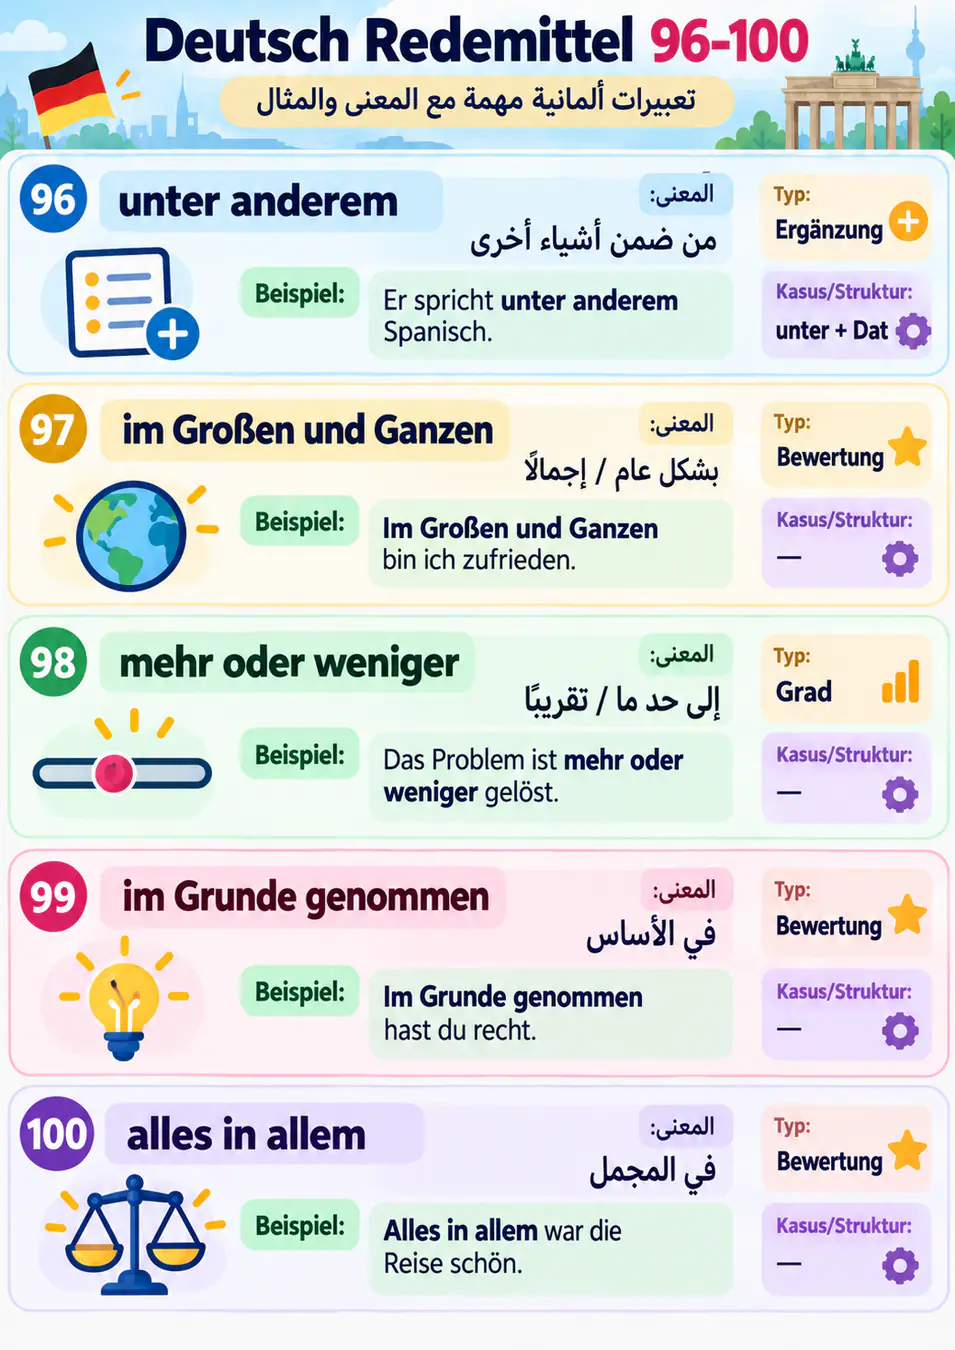 Deutsch Redemittel 96-100
تعبيرات ألمانية مهمة مع المعنى والمثال
96
unter anderem
المعنى:
من ضمن أشياء أخرى
Beispiel:
Er spricht unter anderem
Spanisch.
Typ:
Ergänzung
Kasus/Struktur:
unter + Dat
97
im Großen und Ganzen
المعنى:
بشكل عام / إجمالًا
Beispiel:
Im Großen und Ganzen
bin ich zufrieden.
Typ:
Bewertung
Kasus/Struktur:
—
98
mehr oder weniger
المعنى:
إلى حد ما / تقريبًا
Beispiel:
Das Problem ist mehr oder
weniger gelöst.
Typ:
Grad
Kasus/Struktur:
—
99
im Grunde genommen
المعنى:
في الأساس
Beispiel:
Im Grunde genommen
hast du recht.
Typ:
Bewertung
Kasus/Struktur:
—
100
alles in allem
المعنى:
في المجمل
Beispiel:
Alles in allem war die
Reise schön.
Typ:
Bewertung
Kasus/Struktur:
—